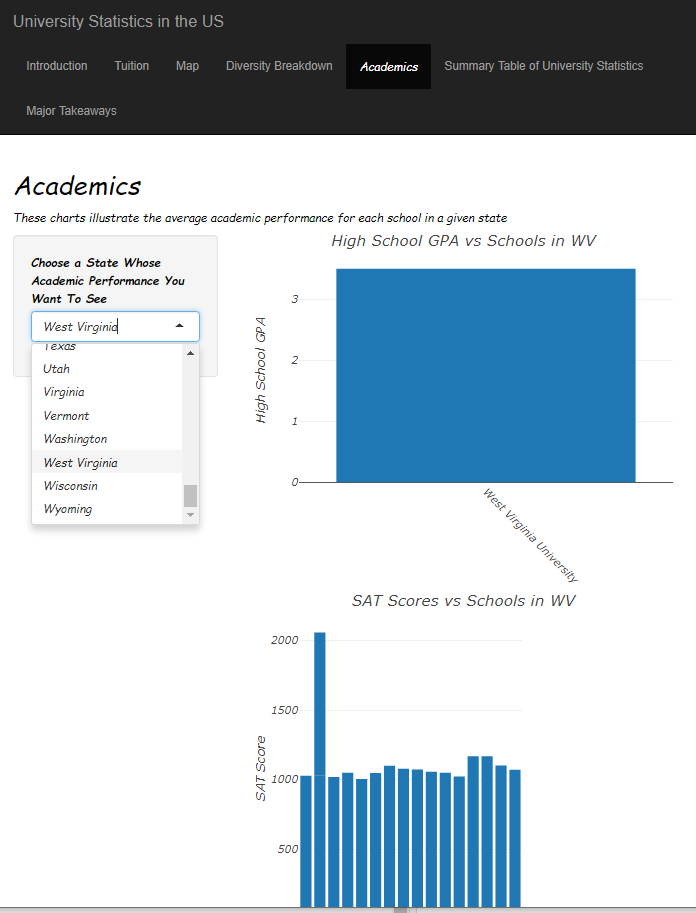 University Statistics in the US
Introduction Tuition Map Diversity Breakdown Academics Summary Table of University Statistics
Major Takeaways
Academics
These charts illustrate the average academic performance for each school in a given state
Choose a State Whose
Academic Performance You
Want To See
West Virginia
Texas
Utah
Virginia
Vermont
Washington
West Virginia
Wisconsin
Wyoming
High School GPA vs Schools in WV
High School GPA
3
2
1
0
West Virginia University
SAT Scores vs Schools in WV
SAT Score
2000
1500
1000
500